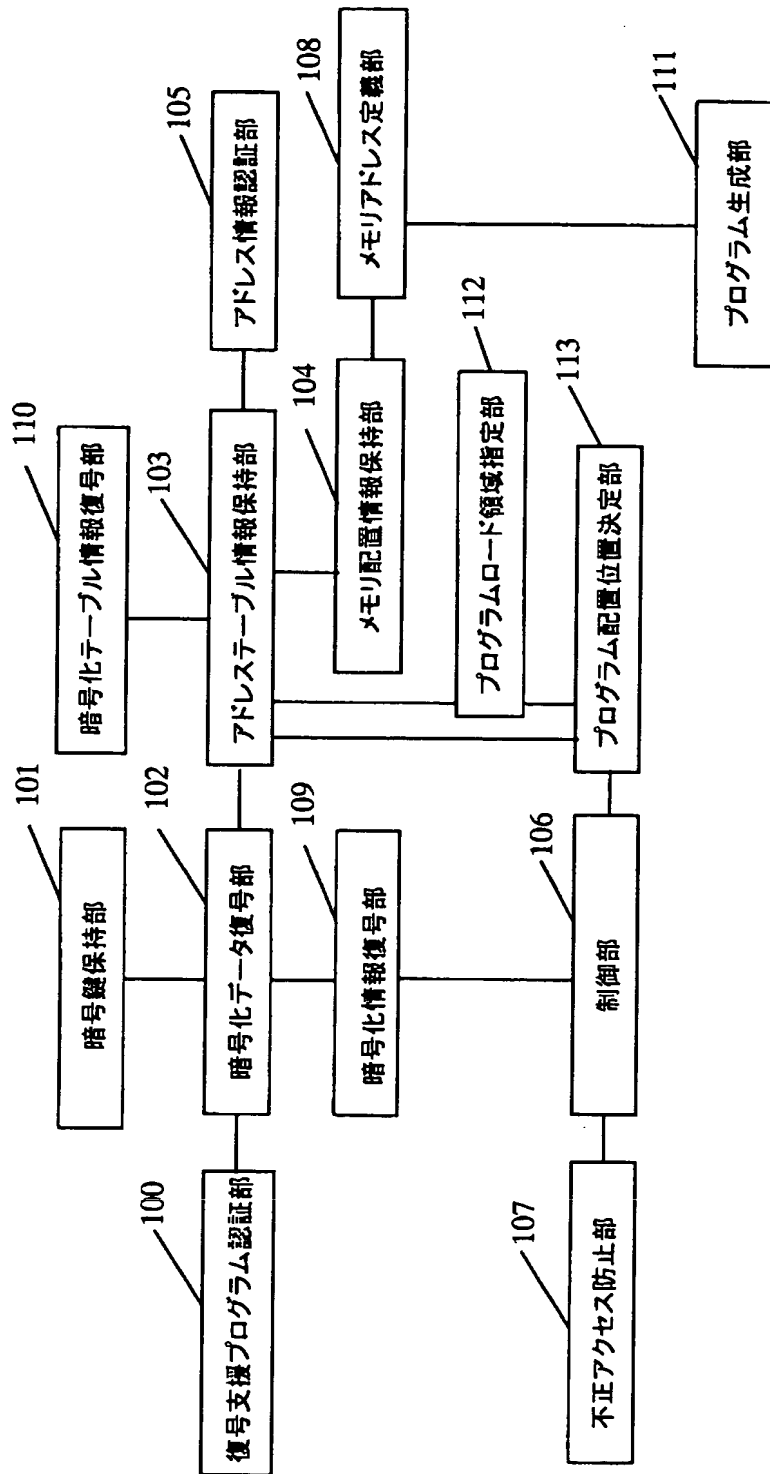 101
暗号鍵保持部
110
暗号化テーブル情報復号部
100
復号支援プログラム認証部
102
暗号化データ復号部
103
アドレステーブル情報保持部
105
アドレス情報認証部
109
暗号化情報復号部
104
メモリ配置情報保持部
108
メモリアドレス定義部
112
プログラムロード領域指定部
107
不正アクセス防止部
106
制御部
113
プログラム配置位置決定部
111
プログラム生成部